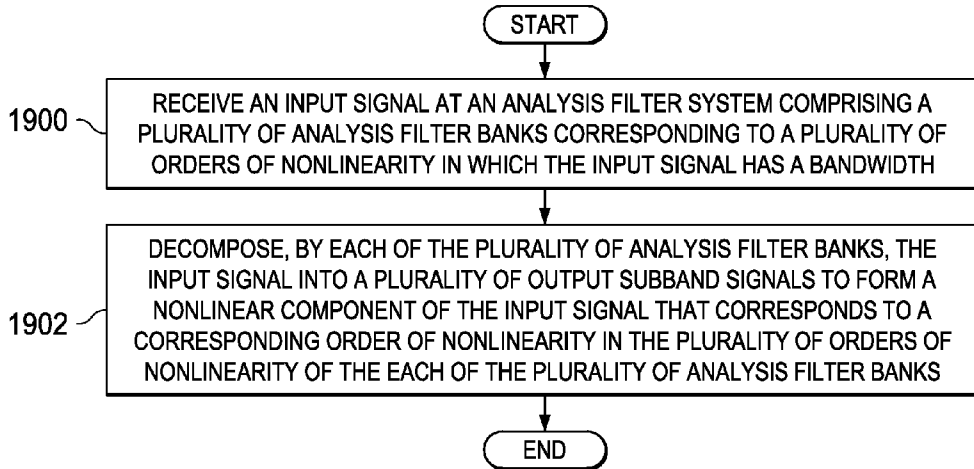 START
1900
RECEIVE AN INPUT SIGNAL AT AN ANALYSIS FILTER SYSTEM COMPRISING A
PLURALITY OF ANALYSIS FILTER BANKS CORRESPONDING TO A PLURALITY OF
ORDERS OF NONLINEARITY IN WHICH THE INPUT SIGNAL HAS A BANDWIDTH
1902
DECOMPOSE, BY EACH OF THE PLURALITY OF ANALYSIS FILTER BANKS, THE
INPUT SIGNAL INTO A PLURALITY OF OUTPUT SUBBAND SIGNALS TO FORM A
NONLINEAR COMPONENT OF THE INPUT SIGNAL THAT CORRESPONDS TO A
CORRESPONDING ORDER OF NONLINEARITY IN THE PLURALITY OF ORDERS OF
NONLINEARITY OF THE EACH OF THE PLURALITY OF ANALYSIS FILTER BANKS
END